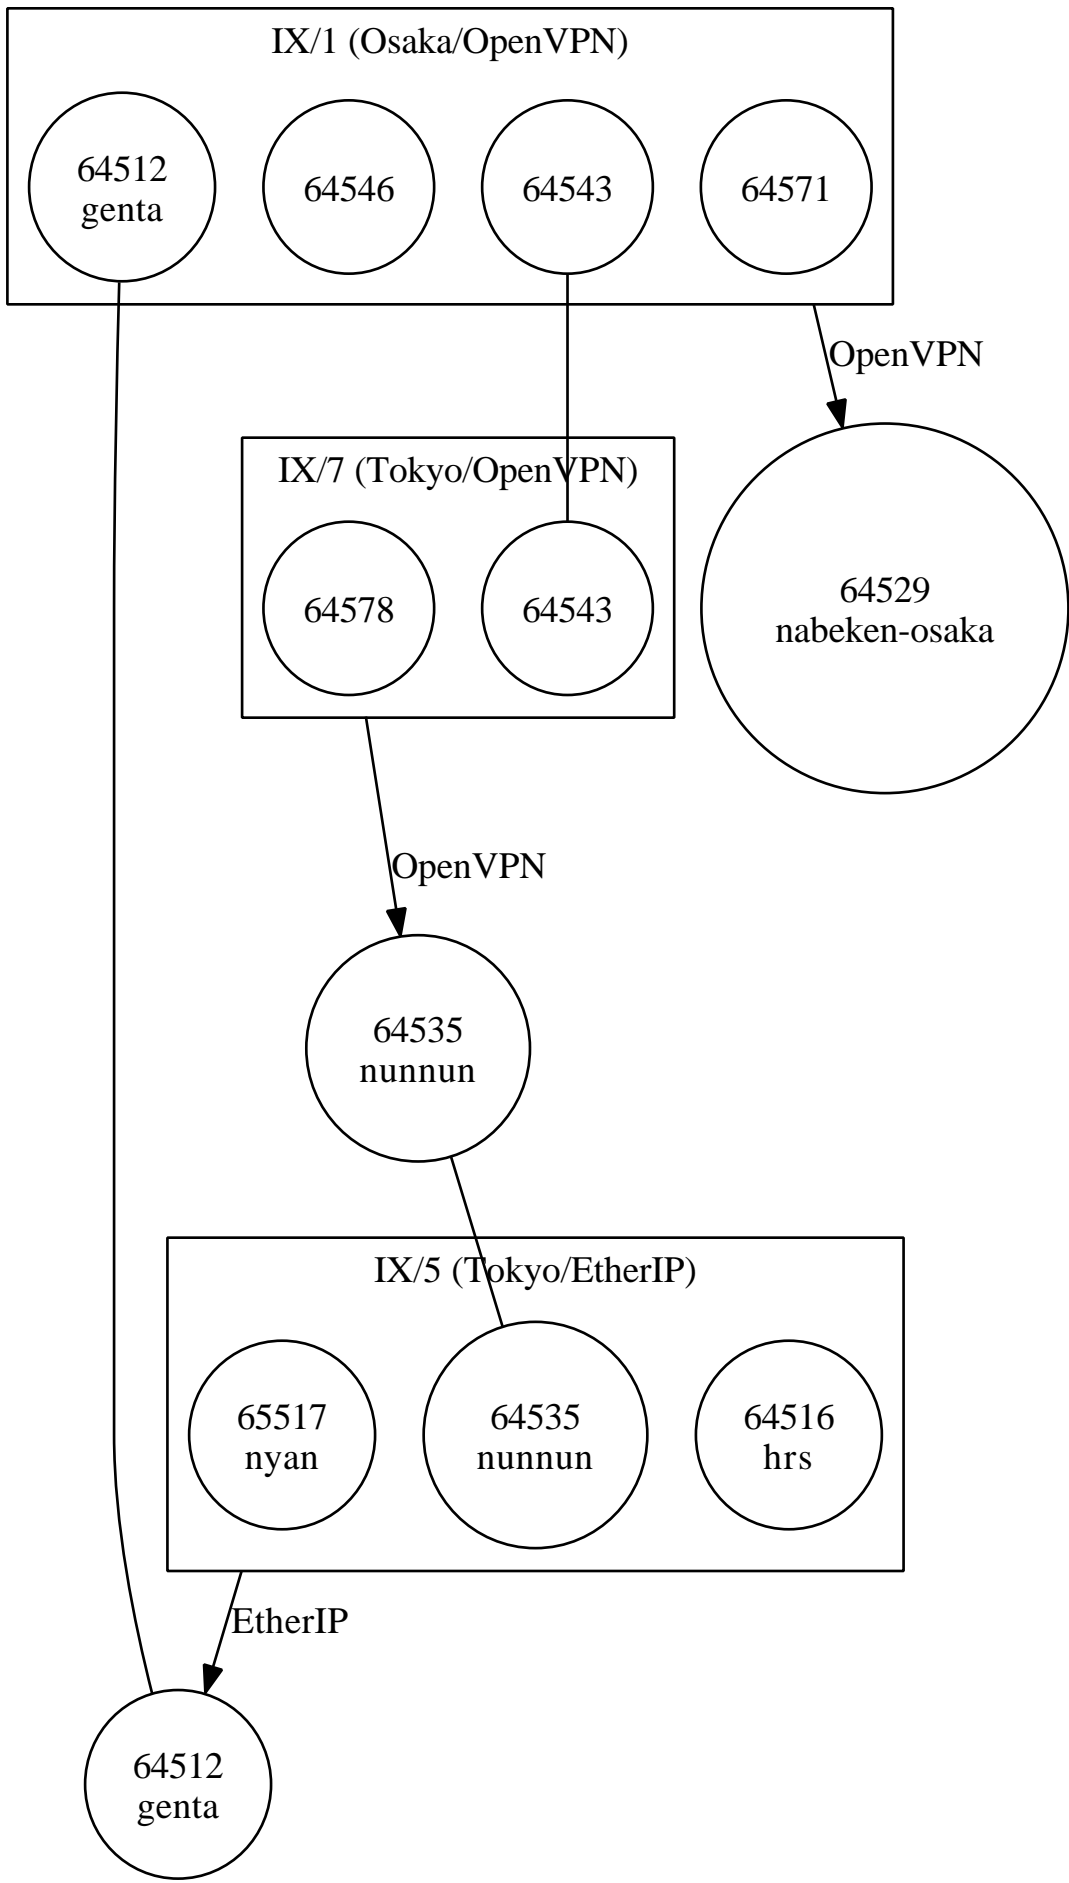 IX/1 (Osaka/OpenVPN)
64512
genta
64546
64543
64571
OpenVPN
IX/7 (Tokyo/OpenVPN)
64578
64543
64529
nabeken-osaka
OpenVPN
64535
nunnun
IX/5 (Tokyo/EtherIP)
65517
nyan
64535
nunnun
64516
hrs
EtherIP
64512
genta